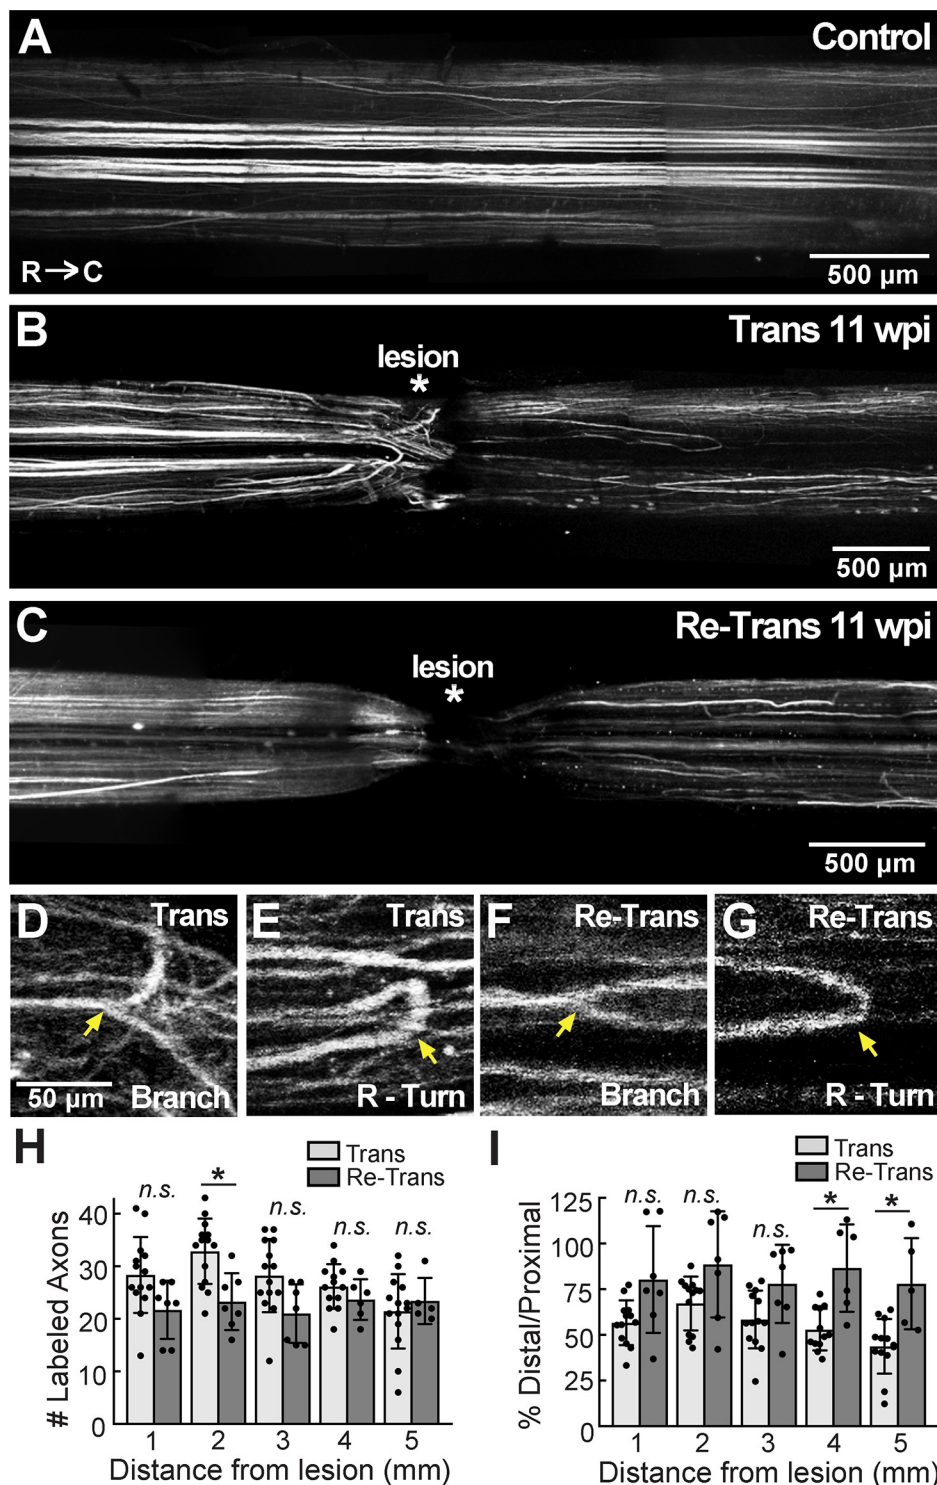 A
Control
R→C
500 µm
B
Trans 11 wpi
lesion
*
500 µm
C
Re-Trans 11 wpi
lesion
*
500 µm
D
Trans
50 µm
Branch
E
Trans
R - Turn
F
Re-Trans
Branch
G
Re-Trans
R - Turn
H
Trans
Re-Trans
n.s.
*
n.s.
n.s.
n.s.
# Labeled Axons
40
30
20
10
0
1 2 3 4 5
Distance from lesion (mm)
I
Trans
Re-Trans
n.s.
n.s.
n.s.
*
*
% Distal/Proximal
125
100
75
50
25
0
1 2 3 4 5
Distance from lesion (mm)